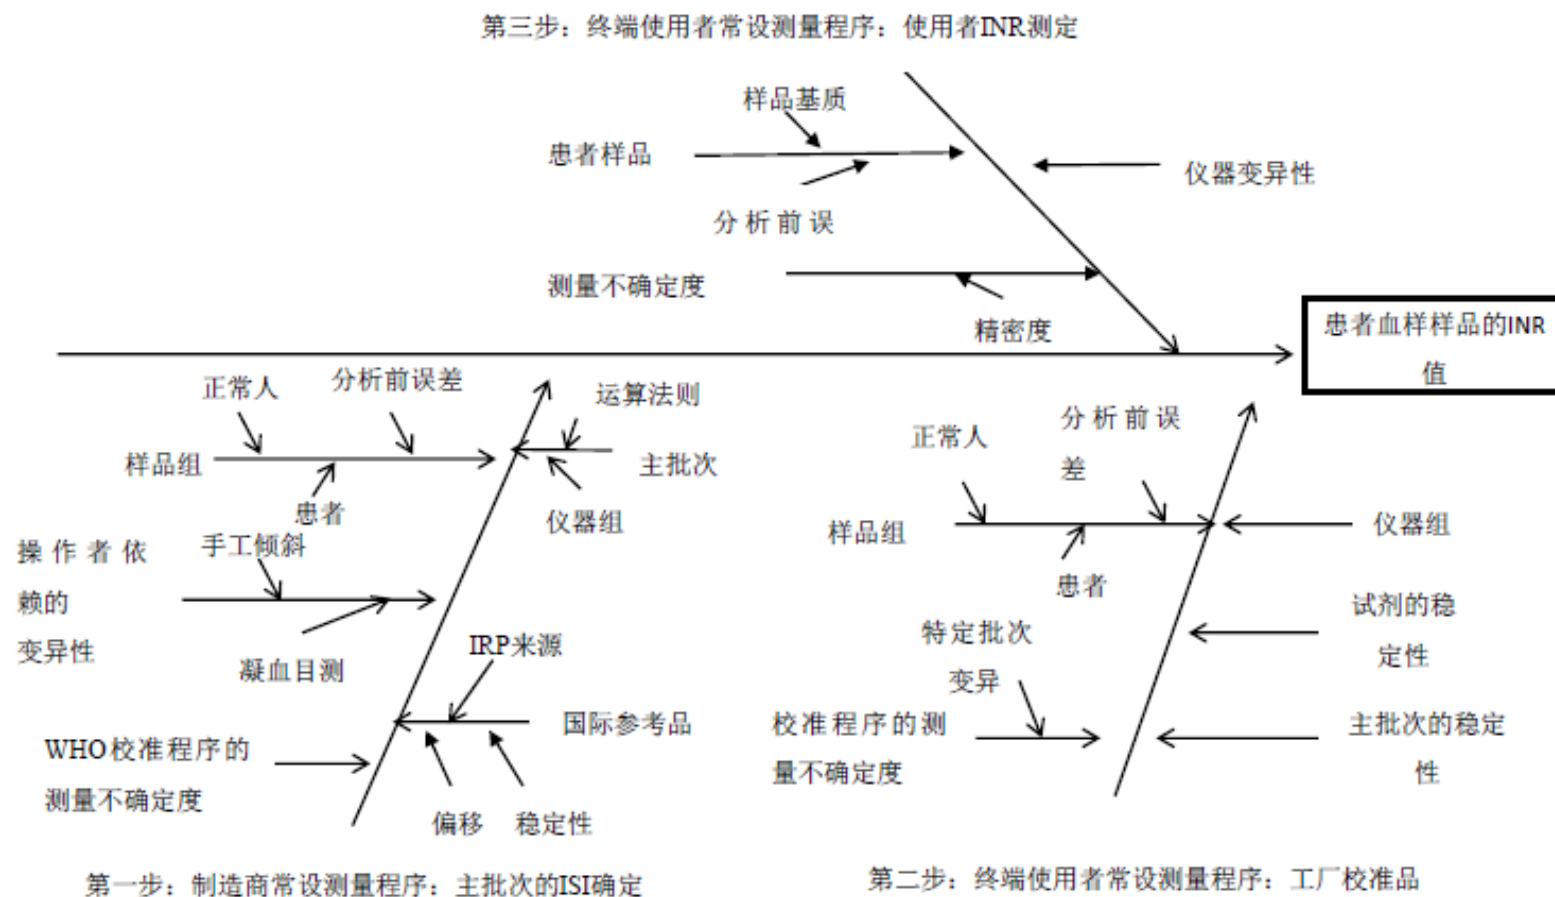 第三步：终端使用者常设测量程序：使用者INR测定
样品基质
患者样品
仪器变异性
分析前误
测量不确定度
精密度
患者血样样品的INR
值
正常人
分析前误差
运算法则
样品组
主批次
患者
仪器组
操作者依
赖的
变异性
手工倾斜
凝血目测
IRP来源
国际参考品
WHO校准程序的
测量不确定度
偏移
稳定性
第一步：制造商常设测量程序：主批次的ISI确定
正常人
分析前误
差
样品组
仪器组
患者
试剂的稳
定性
特定批次
变异
校准程序的测
量不确定度
主批次的稳定
性
第二步：终端使用者常设测量程序：工厂校准品